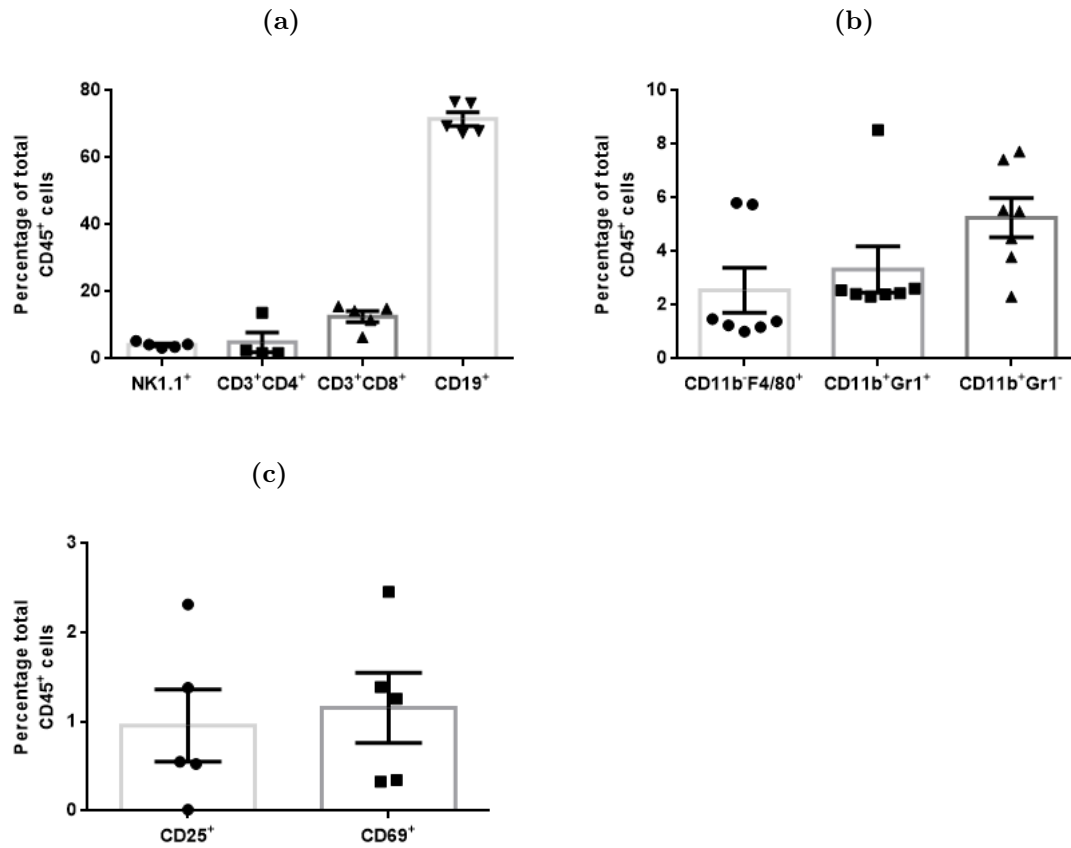 (a)
Percentage of total
CD45⁺ cells
80
60
40
20
0
NK1.1⁺ CD3⁺CD4⁺ CD3⁺CD8⁺ CD19⁺
(b)
Percentage of total
CD45⁺ cells
10
8
6
4
2
0
CD11b⁻F4/80⁺ CD11b⁺Gr1⁺ CD11b⁺Gr1⁻
(c)
Percentage total
CD45⁺ cells
3
2
1
0
CD25⁺ CD69⁺